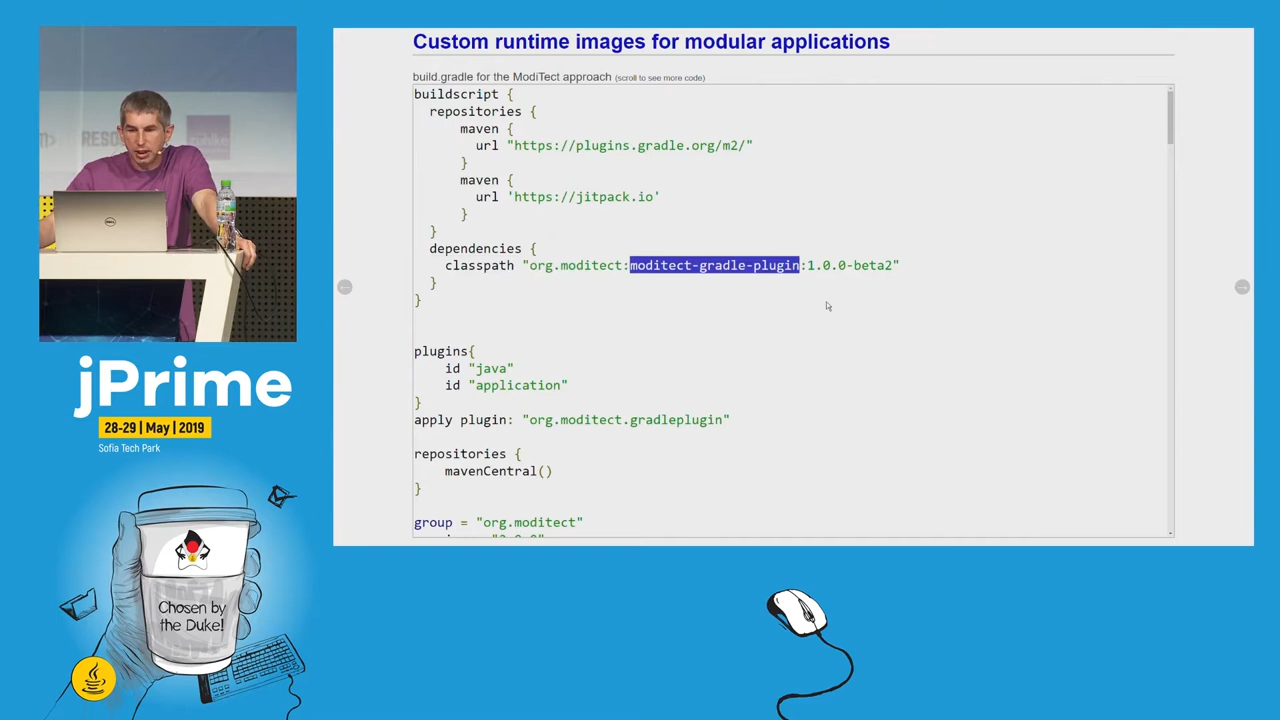 Custom runtime images for modular applications
build.gradle for the ModiTect approach (scroll to see more code)
buildscript {
repositories {
maven {
url "https://plugins.gradle.org/m2/"
}
maven {
url 'https://jitpack.io'
}
}
dependencies {
classpath "org.moditect:moditect-gradle-plugin:1.0.0-beta2"
}
}
plugins{
id "java"
id "application"
}
apply plugin: "org.moditect.gradleplugin"
repositories {
mavenCentral()
}
group = "org.moditect"
DELL
jPrime
28-29 | May | 2019
Sofia Tech Park
Chosen by
the Duke!